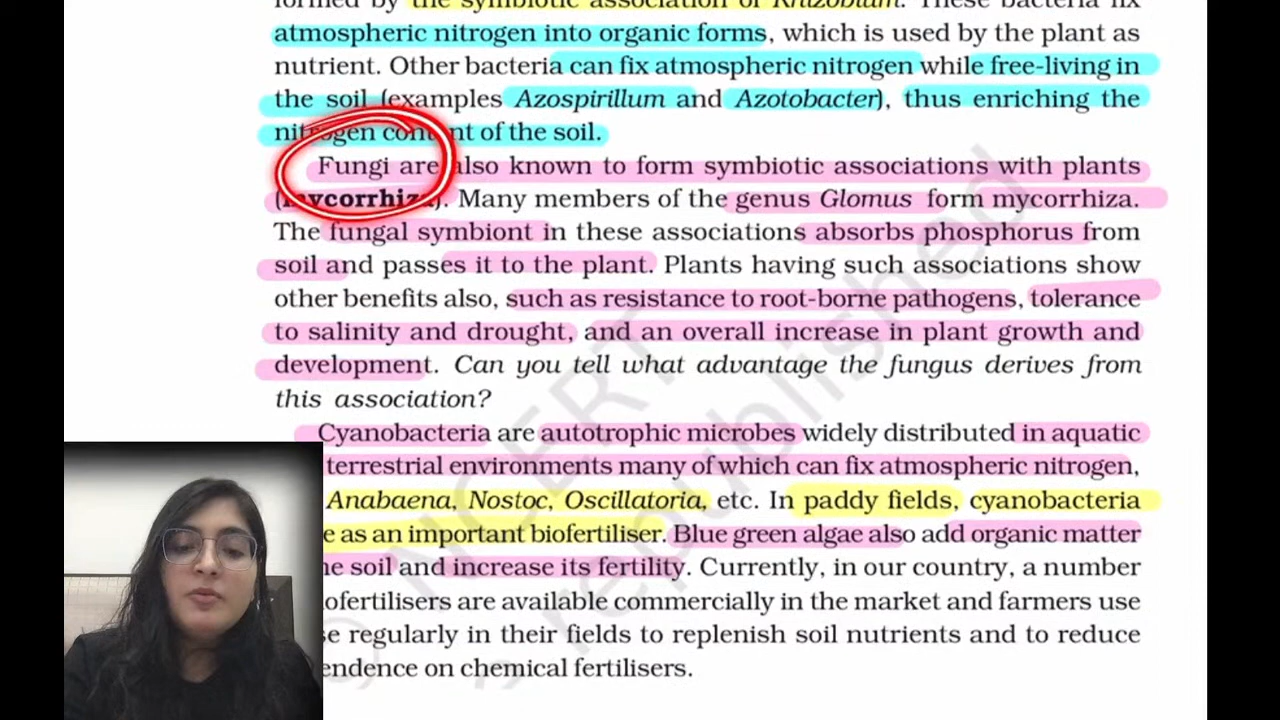 formed by the symbiotic association of Rhizobium. These bacteria fix
atmospheric nitrogen into organic forms, which is used by the plant as
nutrient. Other bacteria can fix atmospheric nitrogen while free-living in
the soil (examples Azospirillum and Azotobacter), thus enriching the
nitrogen content of the soil.
Fungi are also known to form symbiotic associations with plants
(mycorrhiza). Many members of the genus Glomus form mycorrhiza.
The fungal symbiont in these associations absorbs phosphorus from
soil and passes it to the plant. Plants having such associations show
other benefits also, such as resistance to root-borne pathogens, tolerance
to salinity and drought, and an overall increase in plant growth and
development. Can you tell what advantage the fungus derives from
this association?
Cyanobacteria are autotrophic microbes widely distributed in aquatic
terrestrial environments many of which can fix atmospheric nitrogen,
Anabaena, Nostoc, Oscillatoria, etc. In paddy fields, cyanobacteria
e as an important biofertiliser. Blue green algae also add organic matter
he soil and increase its fertility. Currently, in our country, a number
ofertilisers are available commercially in the market and farmers use
se regularly in their fields to replenish soil nutrients and to reduce
endence on chemical fertilisers.
© NCERT
republished